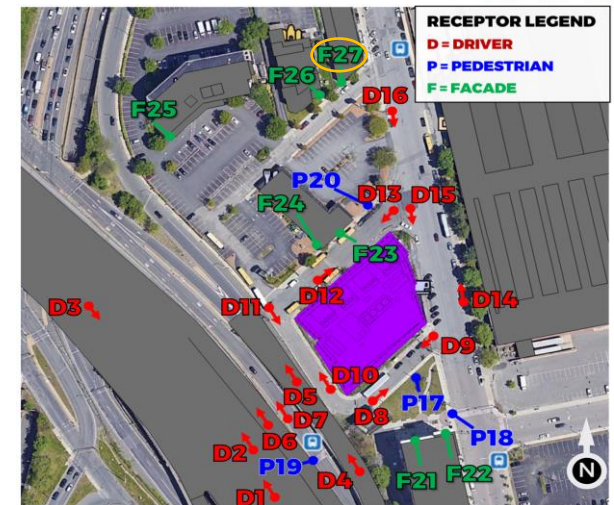 RECEPTOR LEGEND
D = DRIVER
P = PEDESTRIAN
F = FACADE
F27
F26
D16
F25
P20
D13
D15
F24
F23
D12
D3
D11
D14
D9
D5
D10
D7
D8
P17
D6
P18
D2
P19
D4
F21
F22
D1
N